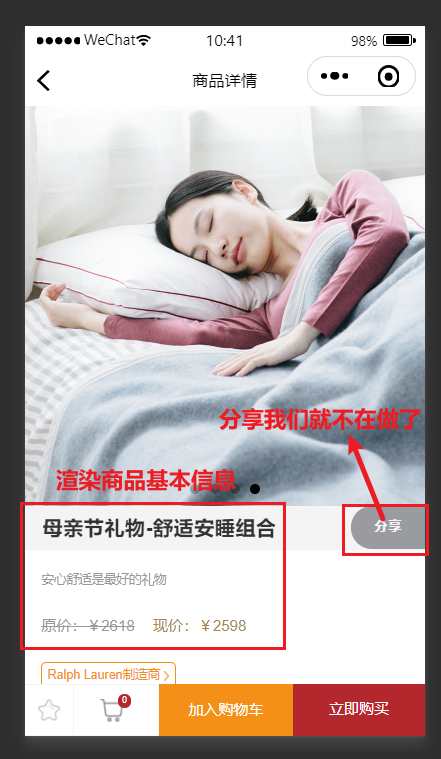 WeChat 10:41 98%
商品详情
分享我们就不在做了
渲染商品基本信息
母亲节礼物-舒适安睡组合
分享
安心舒适是最好的礼物
原价：￥2618 现价：￥2598
Ralph Lauren制造商
0
加入购物车
立即购买